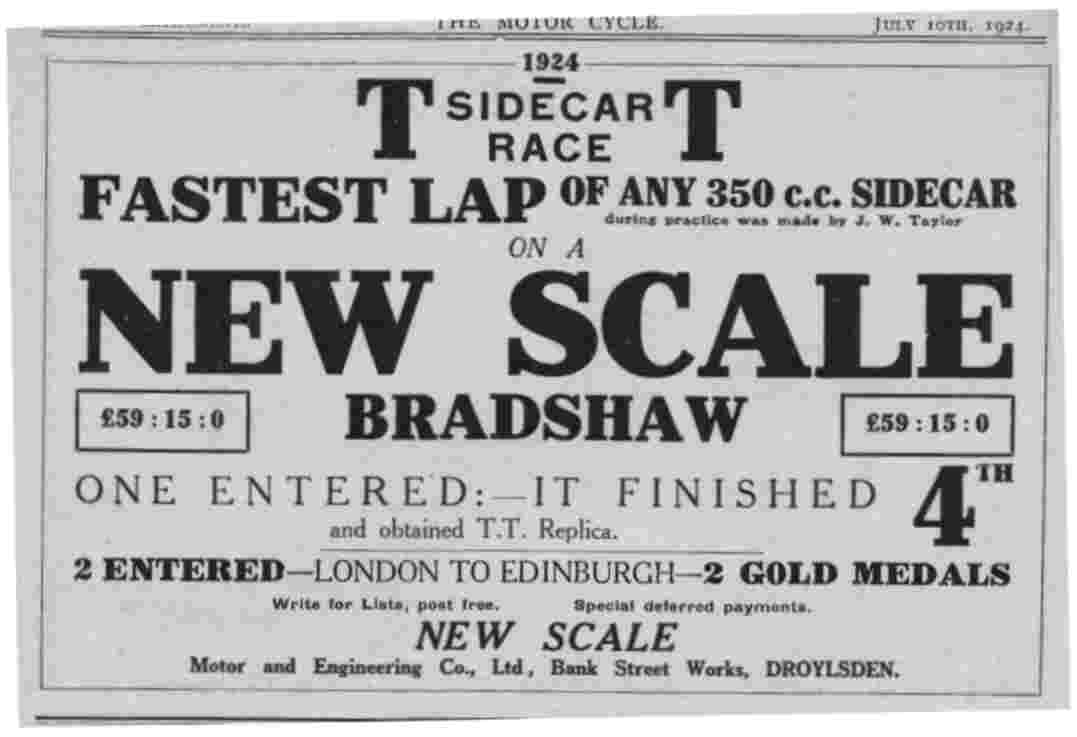 THE MOTOR CYCLE. JULY 10TH, 1924.
1924
T SIDECAR T
RACE
FASTEST LAP OF ANY 350 c.c. SIDECAR
during practice was made by J. W. Taylor
ON A
NEW SCALE
£59 : 15 : 0 BRADSHAW £59 : 15 : 0
ONE ENTERED:—IT FINISHED 4TH
and obtained T.T. Replica.
2 ENTERED—LONDON TO EDINBURGH—2 GOLD MEDALS
Write for Lists, post free. Special deferred payments.
NEW SCALE
Motor and Engineering Co., Ltd, Bank Street Works, DROYLSDEN.